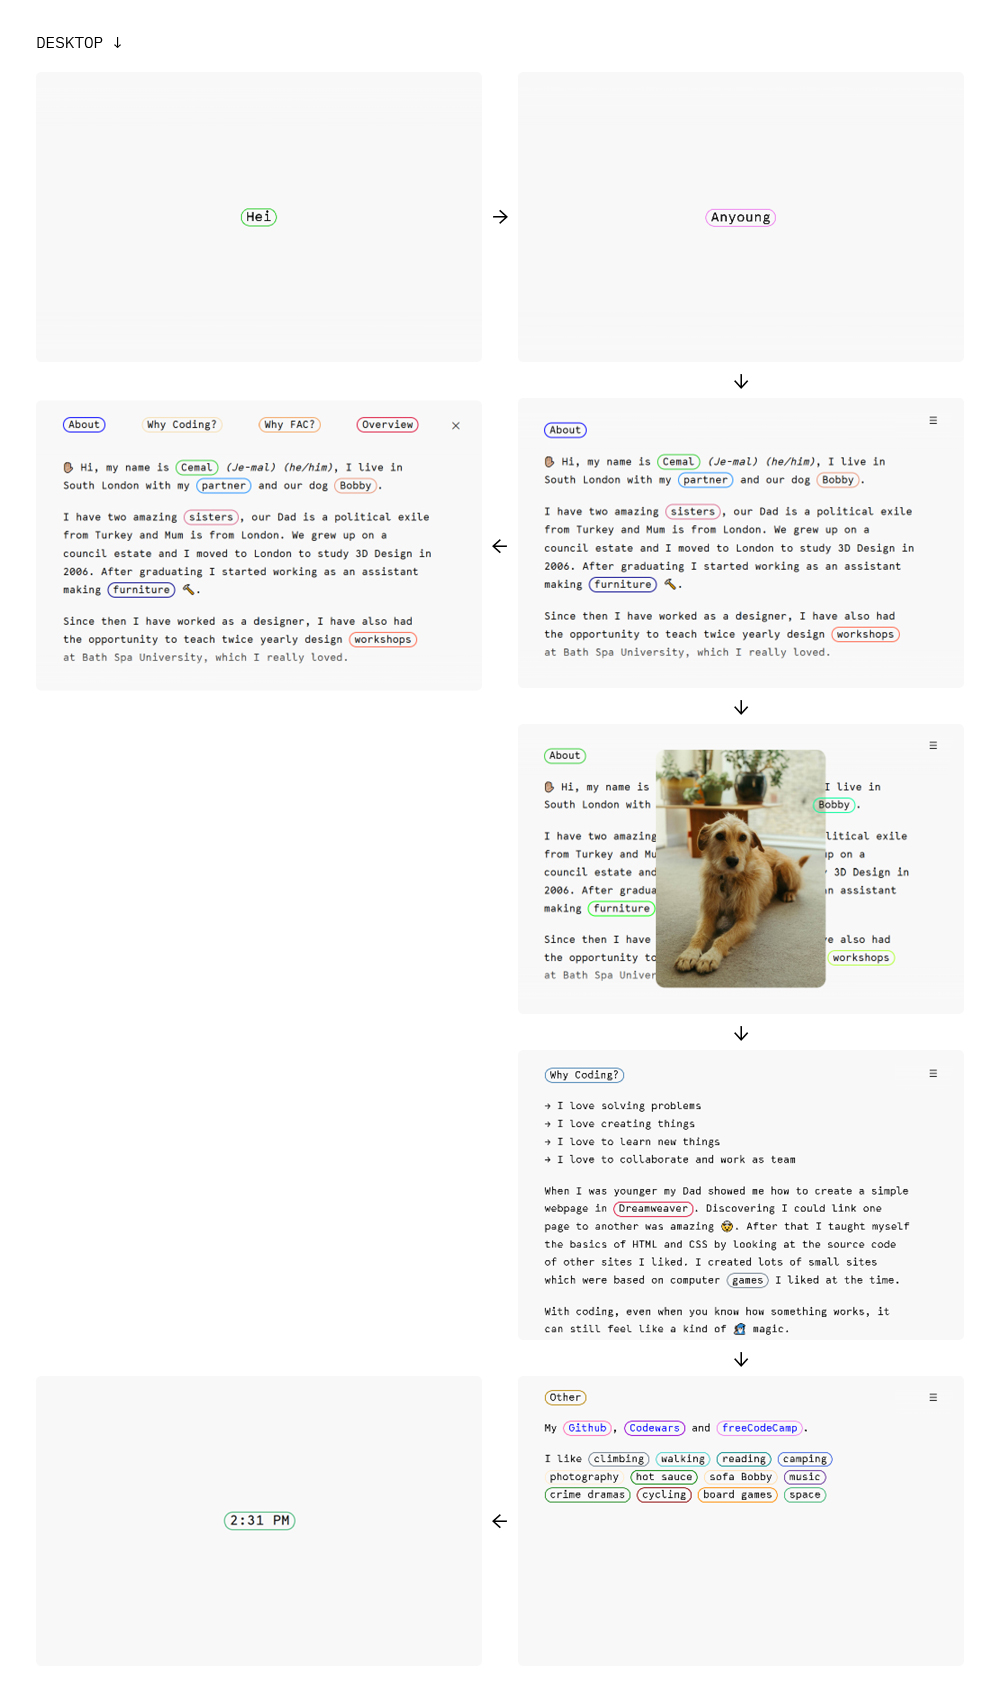 DESKTOP ↓
Hei
→
Anyoung
↓
About Why Coding? Why FAC? Overview ×
✋🏽 Hi, my name is Cemal (Je-mal) (he/him), I live in
South London with my partner and our dog Bobby.
I have two amazing sisters, our Dad is a political exile
from Turkey and Mum is from London. We grew up on a
council estate and I moved to London to study 3D Design in
2006. After graduating I started working as an assistant
making furniture 🔨.
Since then I have worked as a designer, I have also had
the opportunity to teach twice yearly design workshops
at Bath Spa University, which I really loved.
←
About ☰
✋🏽 Hi, my name is Cemal (Je-mal) (he/him), I live in
South London with my partner and our dog Bobby.
I have two amazing sisters, our Dad is a political exile
from Turkey and Mum is from London. We grew up on a
council estate and I moved to London to study 3D Design in
2006. After graduating I started working as an assistant
making furniture 🔨.
Since then I have worked as a designer, I have also had
the opportunity to teach twice yearly design workshops
at Bath Spa University, which I really loved.
↓
About ☰
✋🏽 Hi, my name is I live in
South London with Bobby.
I have two amazing litical exile
from Turkey and Mu up on a
council estate and 3D Design in
2006. After gradua an assistant
making furniture
Since then I have ve also had
the opportunity to workshops
at Bath Spa Univer
↓
Why Coding? ☰
→ I love solving problems
→ I love creating things
→ I love to learn new things
→ I love to collaborate and work as team
When I was younger my Dad showed me how to create a simple
webpage in Dreamweaver. Discovering I could link one
page to another was amazing 🤯. After that I taught myself
the basics of HTML and CSS by looking at the source code
of other sites I liked. I created lots of small sites
which were based on computer games I liked at the time.
With coding, even when you know how something works, it
can still feel like a kind of magic.
↓
Other ☰
My Github, Codewars and freeCodeCamp.
I like climbing walking reading camping
photography hot sauce sofa Bobby music
crime dramas cycling board games space
←
2:31 PM